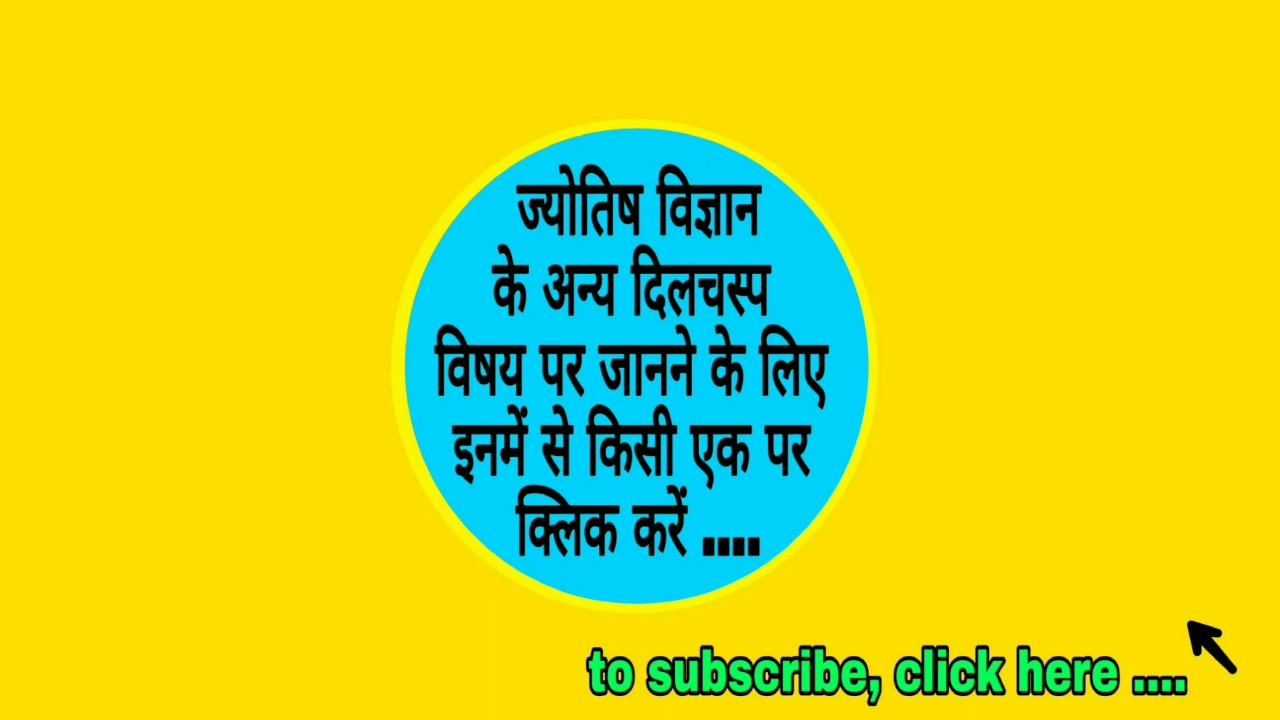 ज्योतिष विज्ञान
के अन्य दिलचस्प
विषय पर जानने के लिए
इनमें से किसी एक पर
क्लिक करें ....
to subscribe, click here ....